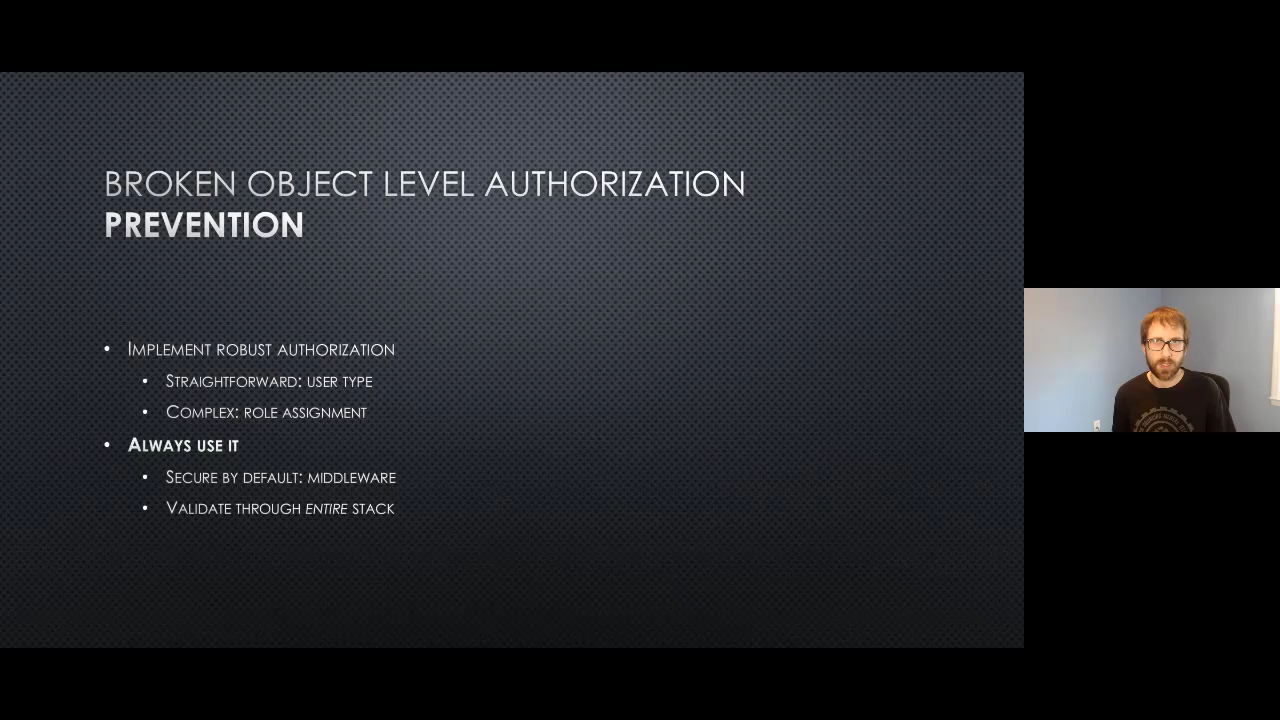 BROKEN OBJECT LEVEL AUTHORIZATION
PREVENTION
• IMPLEMENT ROBUST AUTHORIZATION
• STRAIGHTFORWARD: USER TYPE
• COMPLEX: ROLE ASSIGNMENT
• ALWAYS USE IT
• SECURE BY DEFAULT: MIDDLEWARE
• VALIDATE THROUGH ENTIRE STACK